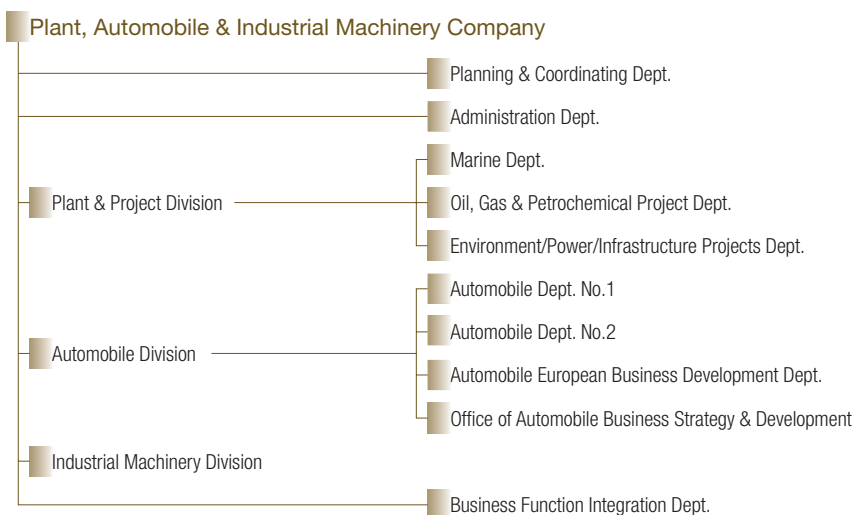 Plant, Automobile & Industrial Machinery Company
Planning & Coordinating Dept.
Administration Dept.
Marine Dept.
Plant & Project Division
Oil, Gas & Petrochemical Project Dept.
Environment/Power/Infrastructure Projects Dept.
Automobile Dept. No.1
Automobile Dept. No.2
Automobile Division
Automobile European Business Development Dept.
Office of Automobile Business Strategy & Development
Industrial Machinery Division
Business Function Integration Dept.